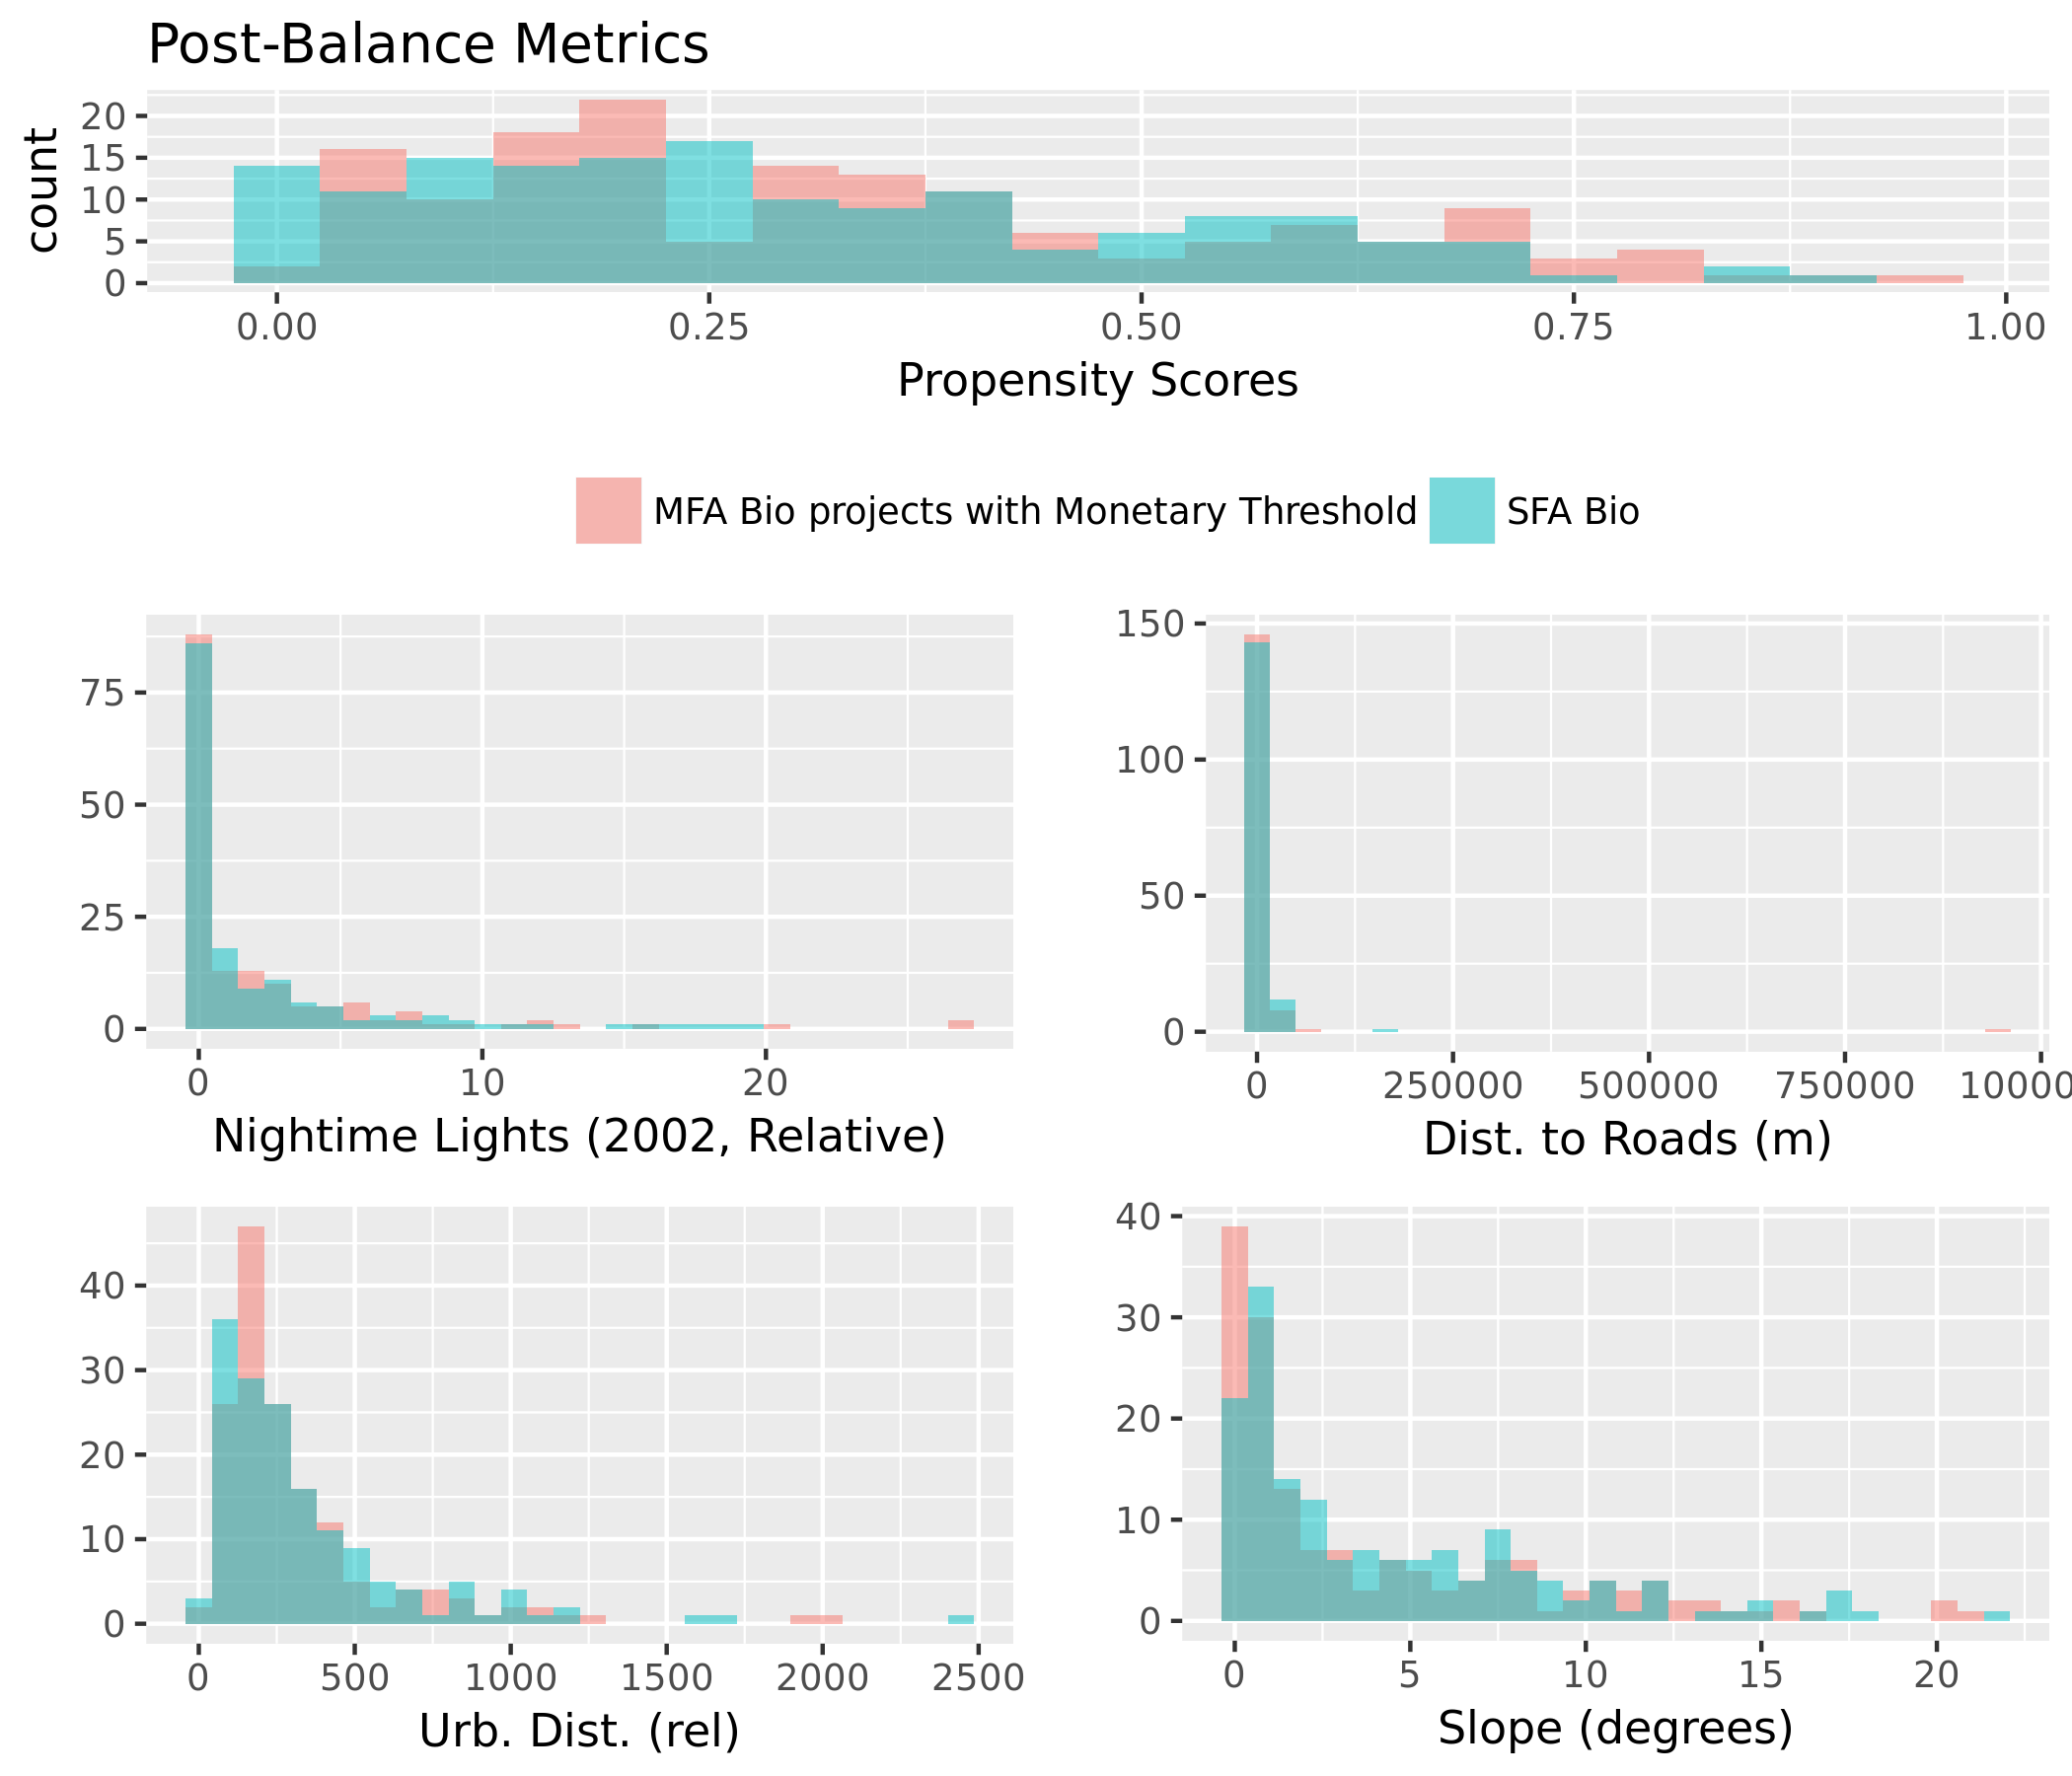 Post-Balance Metrics
count
20
15
10
5
0
0.00 0.25 0.50 0.75 1.00
Propensity Scores
MFA Bio projects with Monetary Threshold SFA Bio
75
50
25
0
0 10 20
Nightime Lights (2002, Relative)
150
100
50
0
0 250000 500000 750000 10000
Dist. to Roads (m)
40
30
20
10
0
0 500 1000 1500 2000 2500
Urb. Dist. (rel)
40
30
20
10
0
0 5 10 15 20
Slope (degrees)